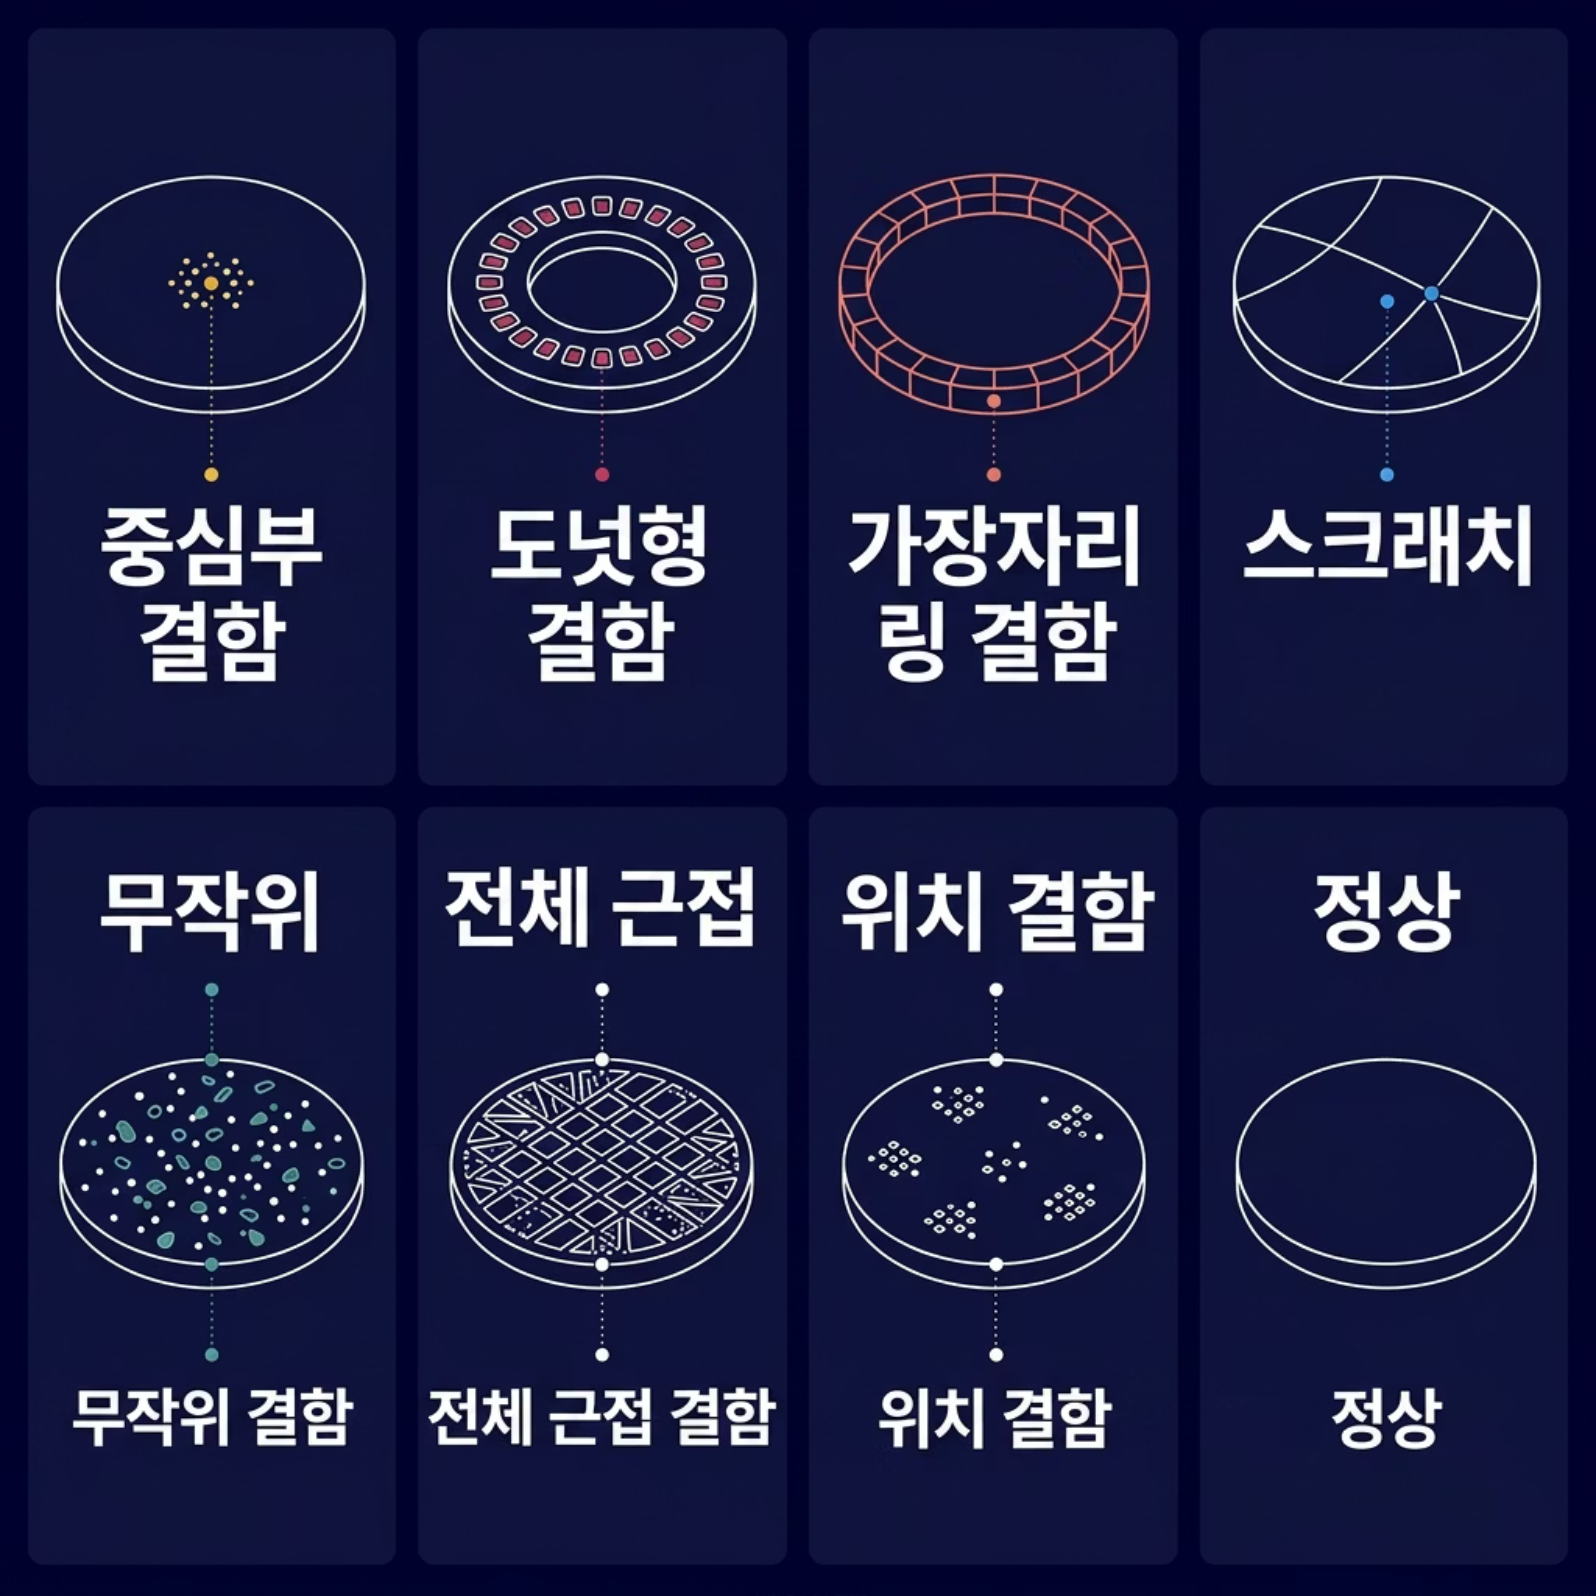 중심부
결함
도넛형
결함
가장자리
링 결함
스크래치
무작위
전체 근접
위치 결함
정상
무작위 결함
전체 근접 결함
위치 결함
정상